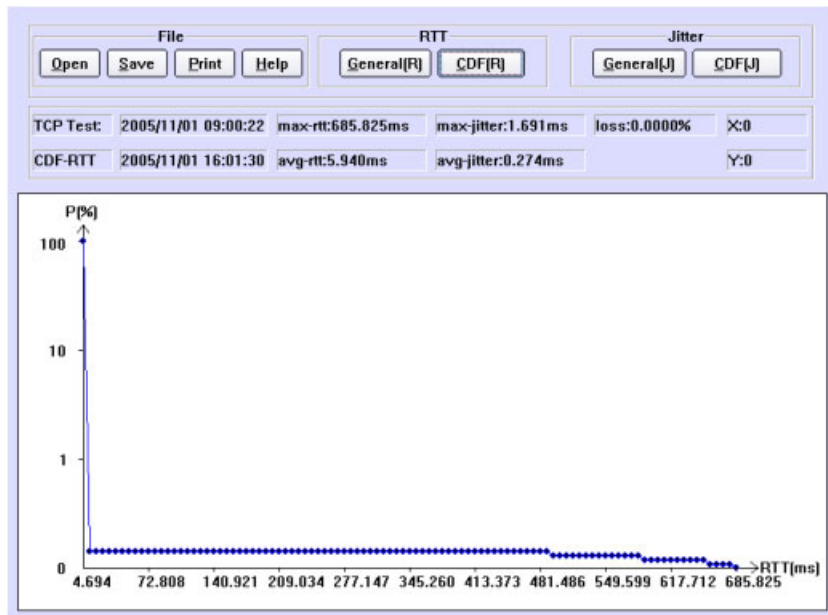 File RTT Jitter
Open Save Print Help General(R) CDF(R) General(J) CDF(J)
TCP Test: 2005/11/01 09:00:22 max-rtt:685.825ms max-jitter:1.691ms loss:0.0000% X:0
CDF-RTT 2005/11/01 16:01:30 avg-rtt:5.940ms avg-jitter:0.274ms Y:0
P(%)
100
10
1
0
RTT(ms)
4.694 72.808 140.921 209.034 277.147 345.260 413.373 481.486 549.599 617.712 685.825